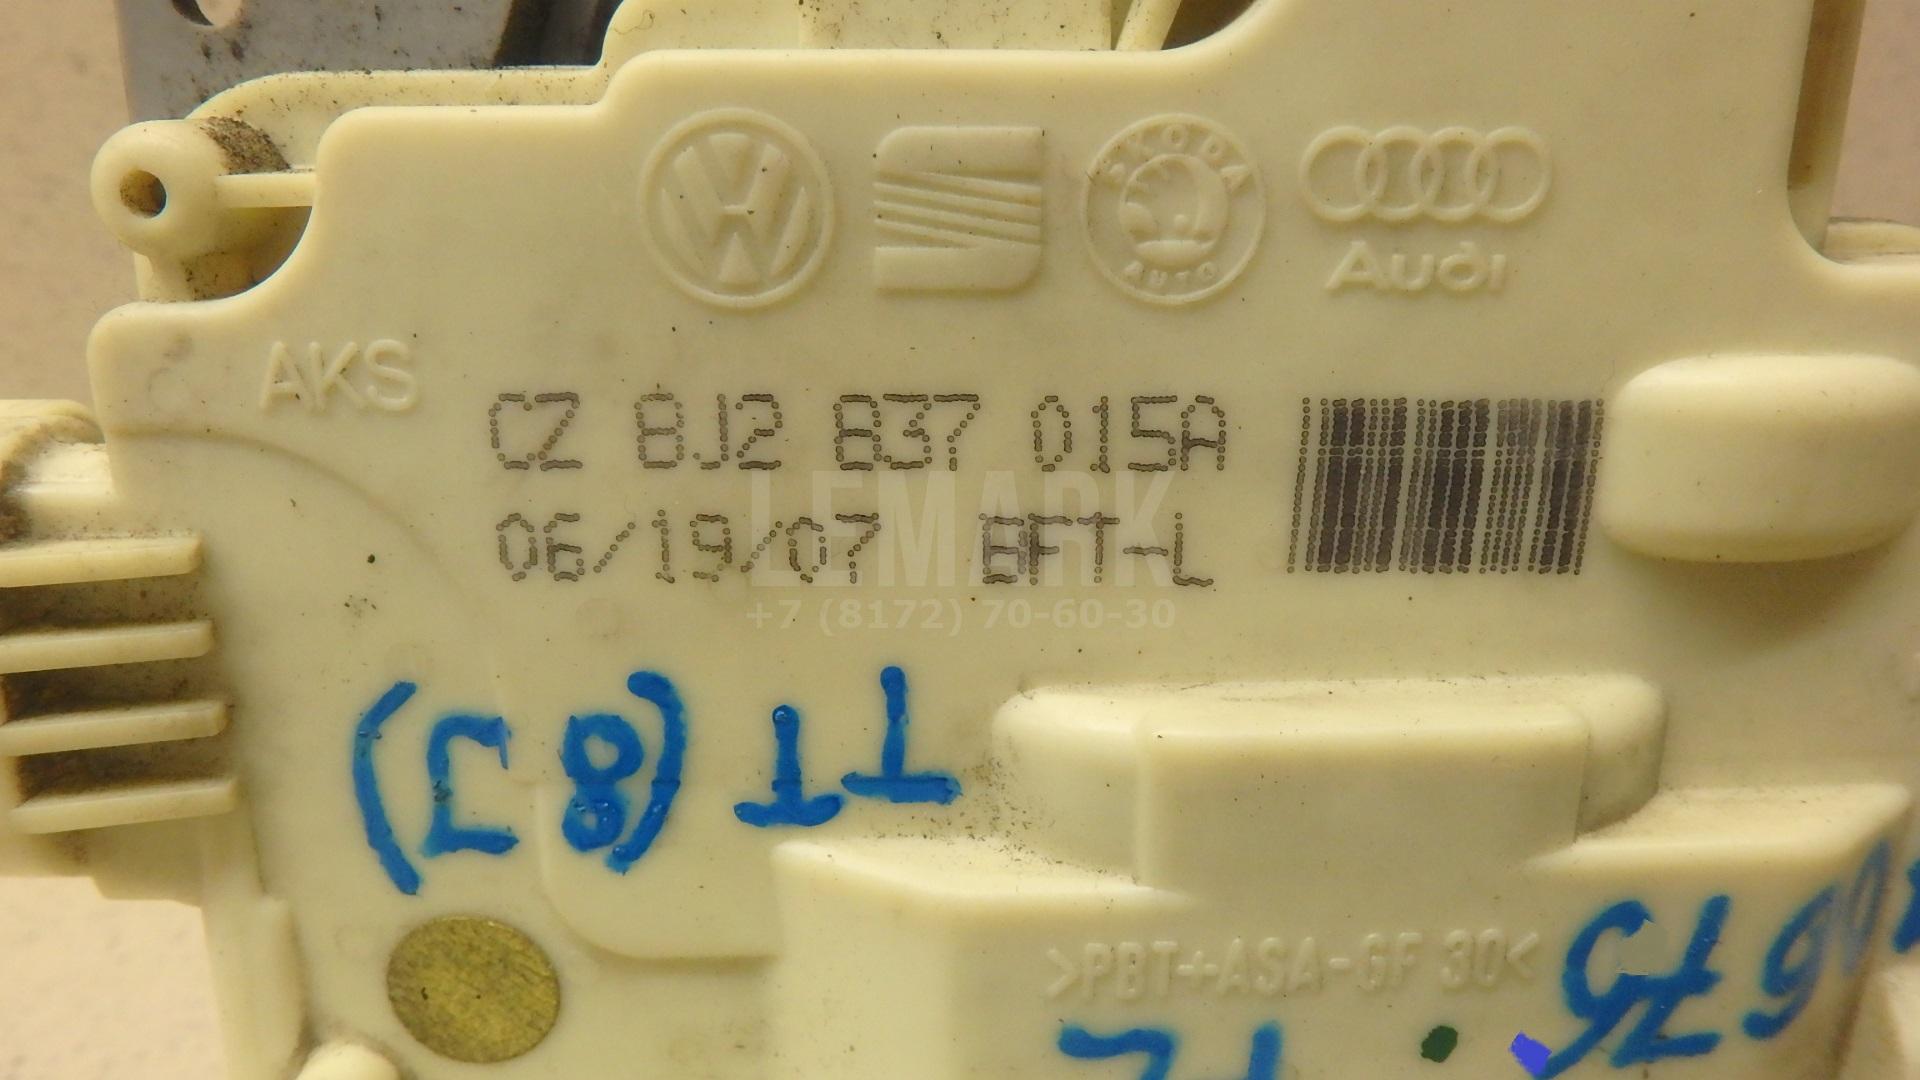 SKODA
AUTO
Audi
AKS
CZ 8J2 837 015A
06/19/07 BFT-L
LEMARK
+7 (8172) 70-60-30
TT (8J)
>PBT+ASA-GF 30<